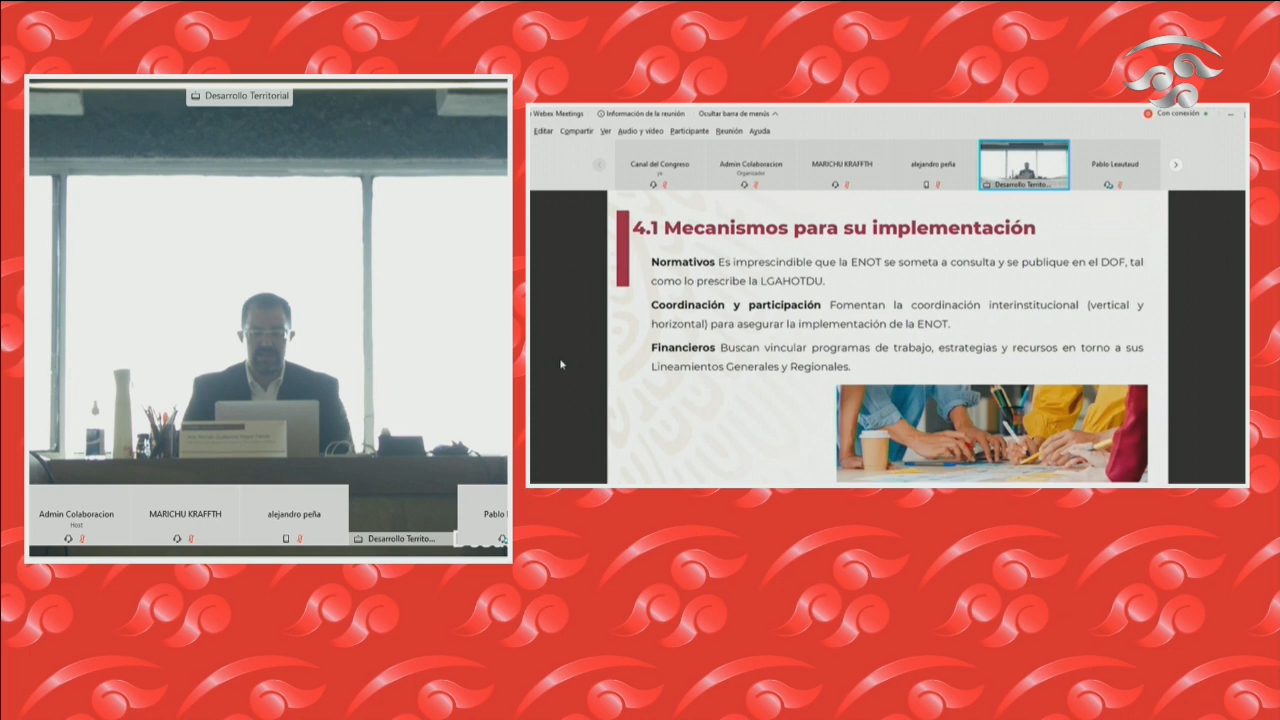 Desarrollo Territorial
Admin Colaboracion
Host
MARICHU KRAFFTH
alejandro peña
Desarrollo Territo...
Pablo
Webex Meetings
Información de la reunión
Ocultar barra de menús
Con conexión
Editar Compartir Ver Audio y vídeo Participante Reunión Ayuda
Canal del Congreso
yo
Admin Colaboracion
Organizador
MARICHU KRAFFTH
alejandro peña
Desarrollo Territo...
Pablo Leautaud
4.1 Mecanismos para su implementación
Normativos Es imprescindible que la ENOT se someta a consulta y se publique en el DOF, tal
como lo prescribe la LGAHOTDU.
Coordinación y participación Fomentan la coordinación interinstitucional (vertical y
horizontal) para asegurar la implementación de la ENOT.
Financieros Buscan vincular programas de trabajo, estrategias y recursos en torno a sus
Lineamientos Generales y Regionales.